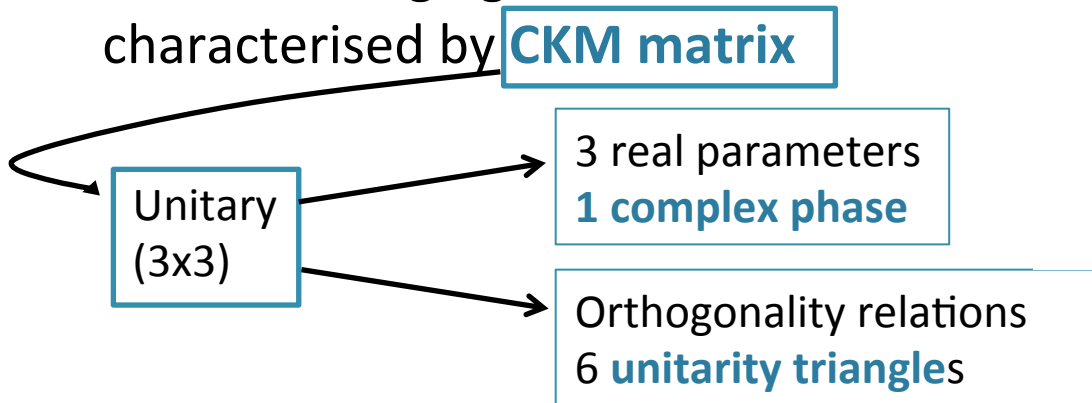 characterised by CKM matrix
3 real parameters
1 complex phase
Unitary
(3x3)
Orthogonality relations
6 unitarity triangles